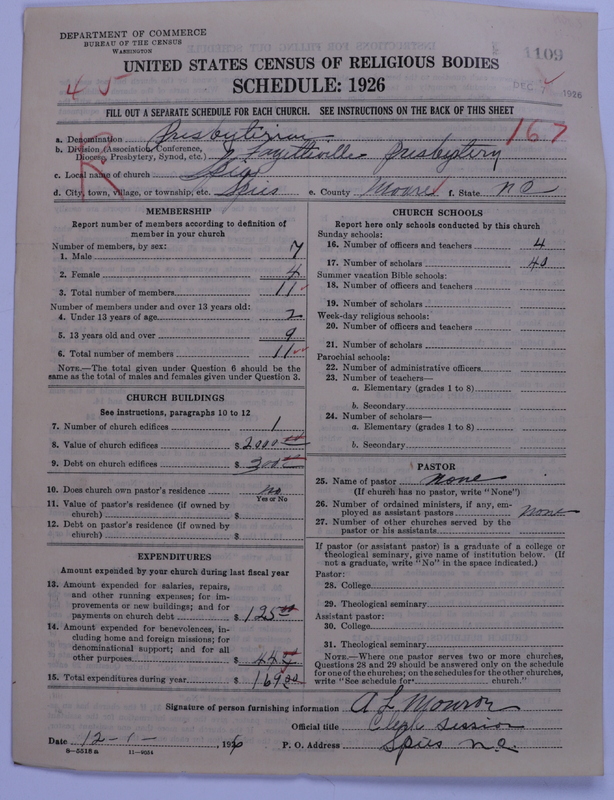 DEPARTMENT OF COMMERCE
BUREAU OF THE CENSUS
WASHINGTON
1109
UNITED STATES CENSUS OF RELIGIOUS BODIES
SCHEDULE: 1926
DEC 7 1926
45
FILL OUT A SEPARATE SCHEDULE FOR EACH CHURCH. SEE INSTRUCTIONS ON THE BACK OF THIS SHEET
167
a. Denomination Presbyterian
b. Division (Association, Conference, Diocese, Presbytery, Synod, etc.) Fayetteville Presbytery
c. Local name of church
d. City, town, village, or township, etc. Spies e. County Moore f. State NC
MEMBERSHIP
Report number of members according to definition of
member in your church
Number of members, by sex:
1. Male 7
2. Female 4
3. Total number of members 11
Number of members under and over 13 years old:
4. Under 13 years of age 2
5. 13 years old and over 9
6. Total number of members 11
NOTE.—The total given under Question 6 should be
same as the total of males and females given under Question 3.
CHURCH BUILDINGS
See instructions, paragraphs 10 to 12
7. Number of church edifices 1
8. Value of church edifices $ 2000 00
9. Debt on church edifices $ 300 00
10. Does church own pastor's residence No
Yes or No
11. Value of pastor's residence (if owned by
church) $
12. Debt on pastor's residence (if owned by
church) $
EXPENDITURES
Amount expended by your church during last fiscal year
13. Amount expended for salaries, repairs,
and other running expenses; for im-
provements or new buildings; and for
payments on church debt $ 125 00
14. Amount expended for benevolences, in-
cluding home and foreign missions; for
denominational support; and for all
other purposes $ 44
15. Total expenditures during year $ 169 00
CHURCH SCHOOLS
Report here only schools conducted by this church
Sunday schools:
16. Number of officers and teachers 4
17. Number of scholars 40
Summer vacation Bible schools:
18. Number of officers and teachers
19. Number of scholars
Week-day religious schools:
20. Number of officers and teachers
21. Number of scholars
Parochial schools:
22. Number of administrative officers
23. Number of teachers—
a. Elementary (grades 1 to 8)
b. Secondary
24. Number of scholars—
a. Elementary (grades 1 to 8)
b. Secondary
PASTOR
25. Name of pastor none
(If church has no pastor, write "None")
26. Number of ordained ministers, if any, em-
ployed as assistant pastors none
27. Number of other churches served by the
pastor or his assistants
If pastor (or assistant pastor) is a graduate of a college or
theological seminary, give name of institution below. (If
not a graduate, write "No" in the space indicated.)
Pastor:
28. College
29. Theological seminary
Assistant pastor:
30. College
31. Theological seminary
NOTE.—Where one pastor serves two or more churches,
Questions 28 and 29 should be answered only on the schedule
for one of the churches; on the schedules for the other churches,
write "See schedule for church."
Signature of person furnishing information A L Monroe
Official title Clerk Session
Date 12-1-, 1926 P. O. Address Spies N.C.
8—5518a 11—9054